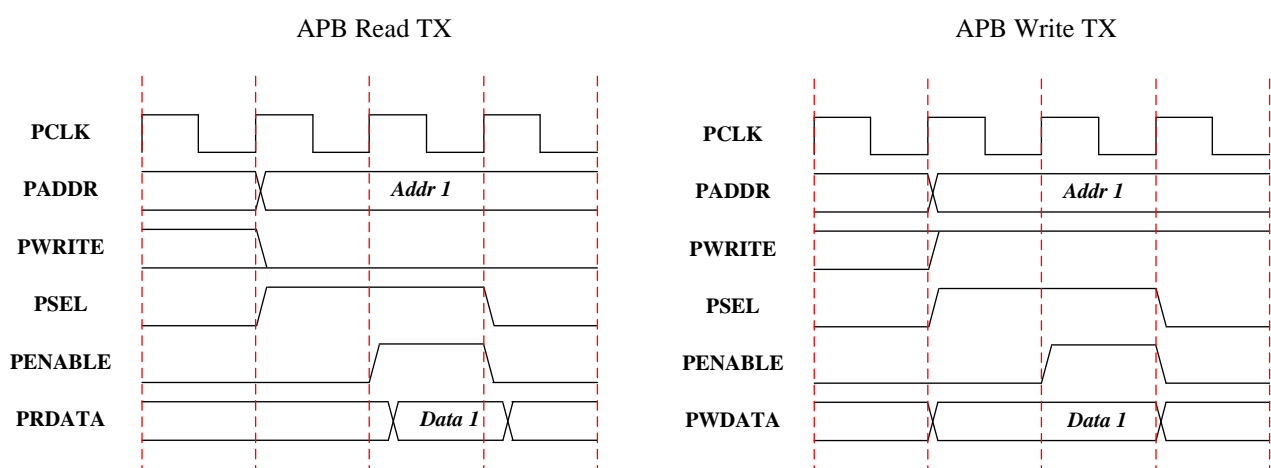 APB Read TX
PCLK
PADDR
Addr 1
PWRITE
PSEL
PENABLE
PRDATA
Data 1
APB Write TX
PCLK
PADDR
Addr 1
PWRITE
PSEL
PENABLE
PWDATA
Data 1